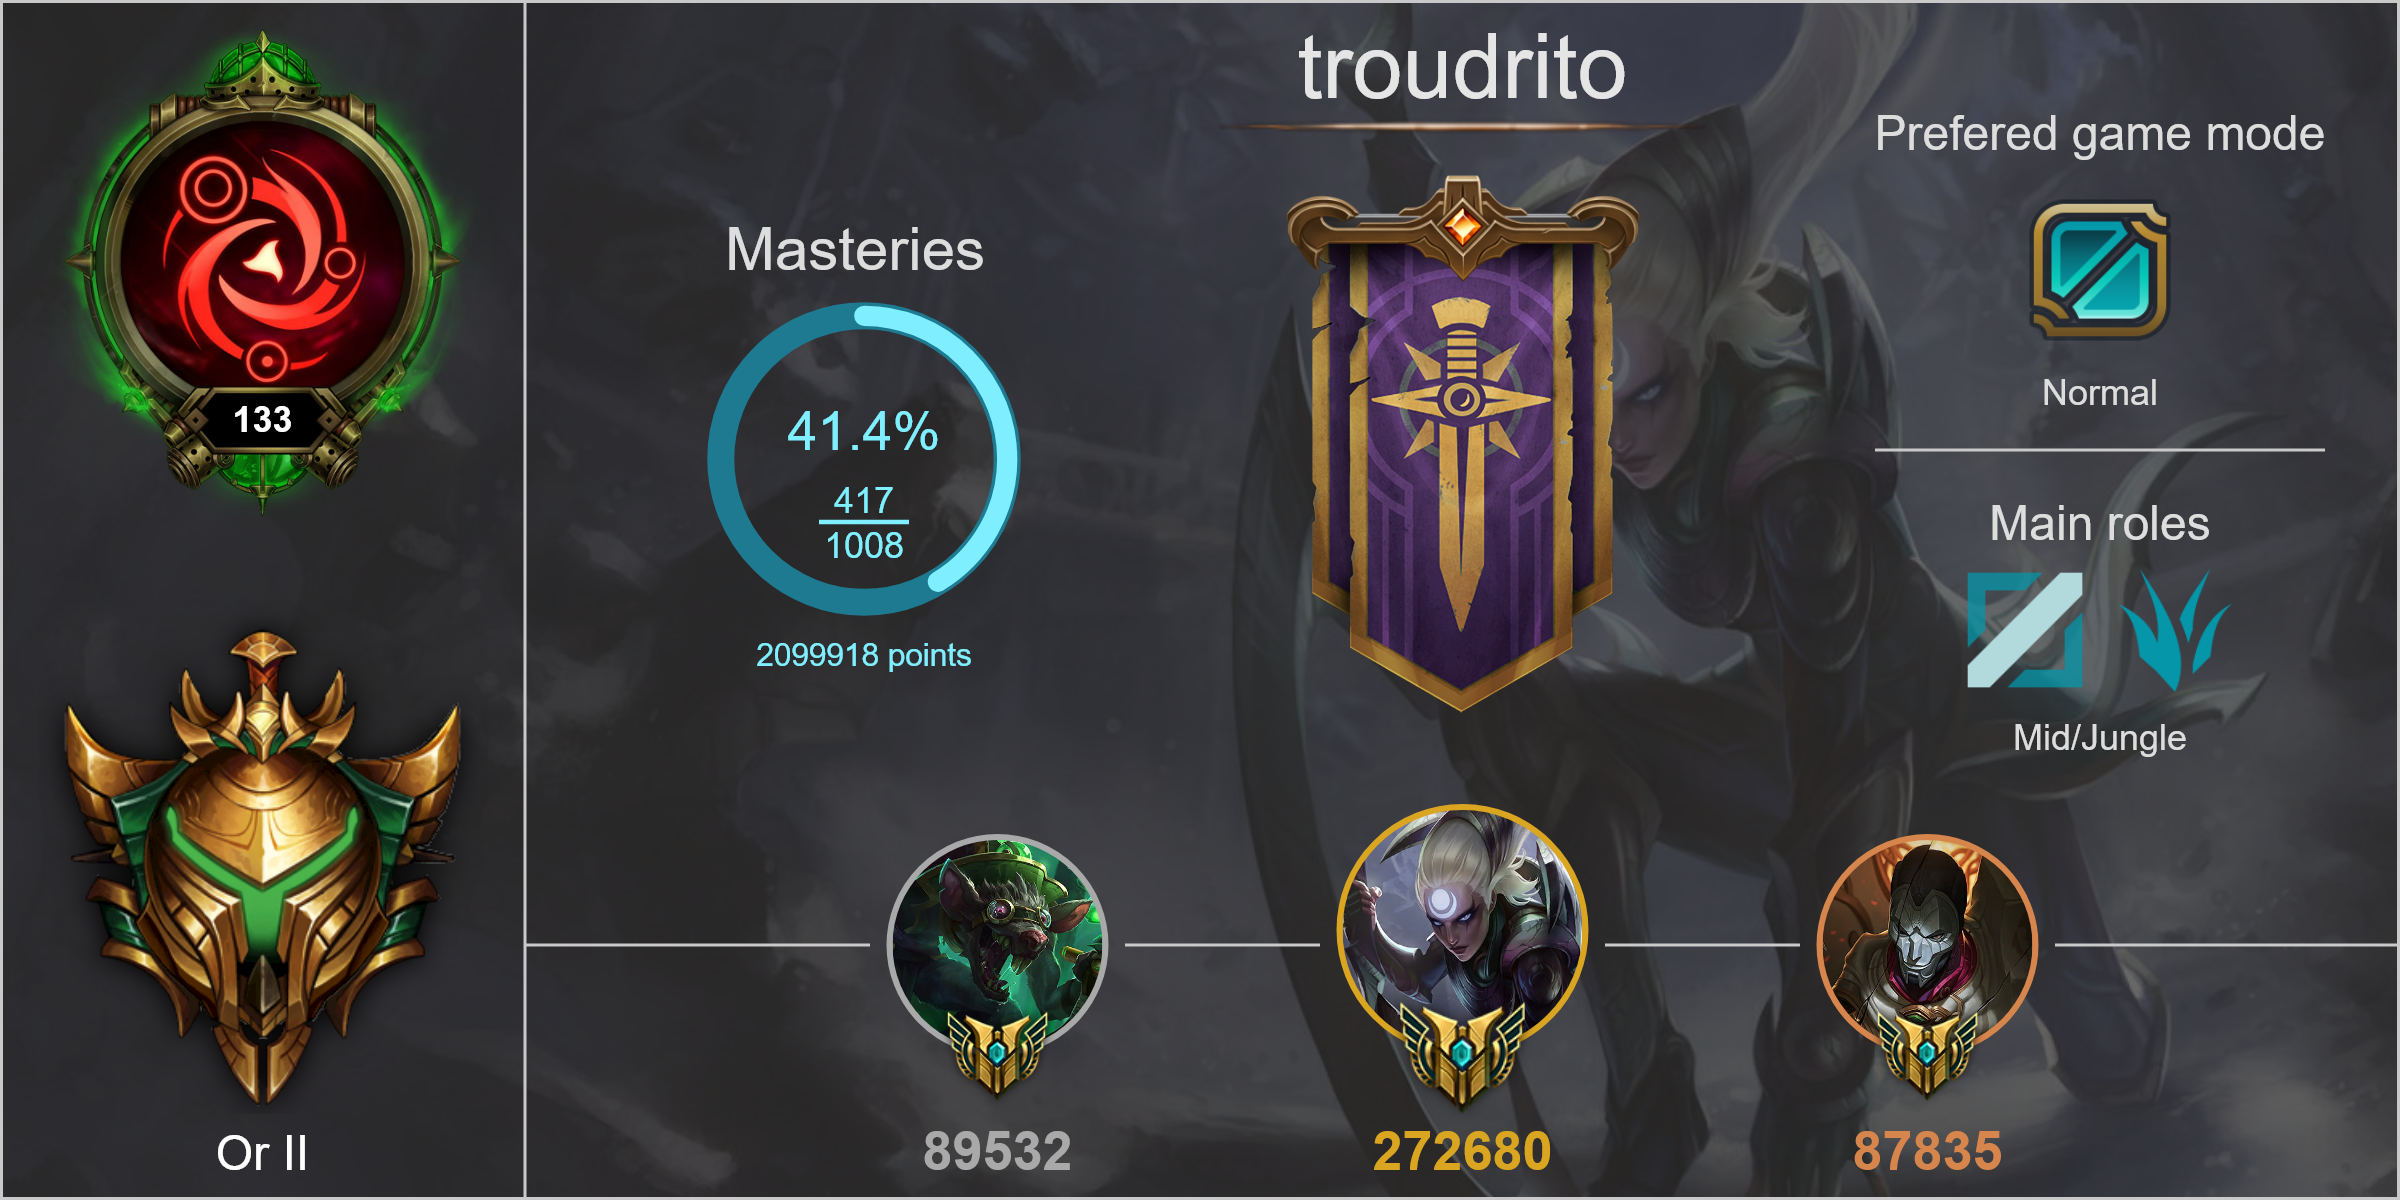 troudrito
Prefered game mode
Normal
Main roles
Mid/Jungle
Masteries
41.4%
417
1008
2099918 points
133
Or II
89532
272680
87835